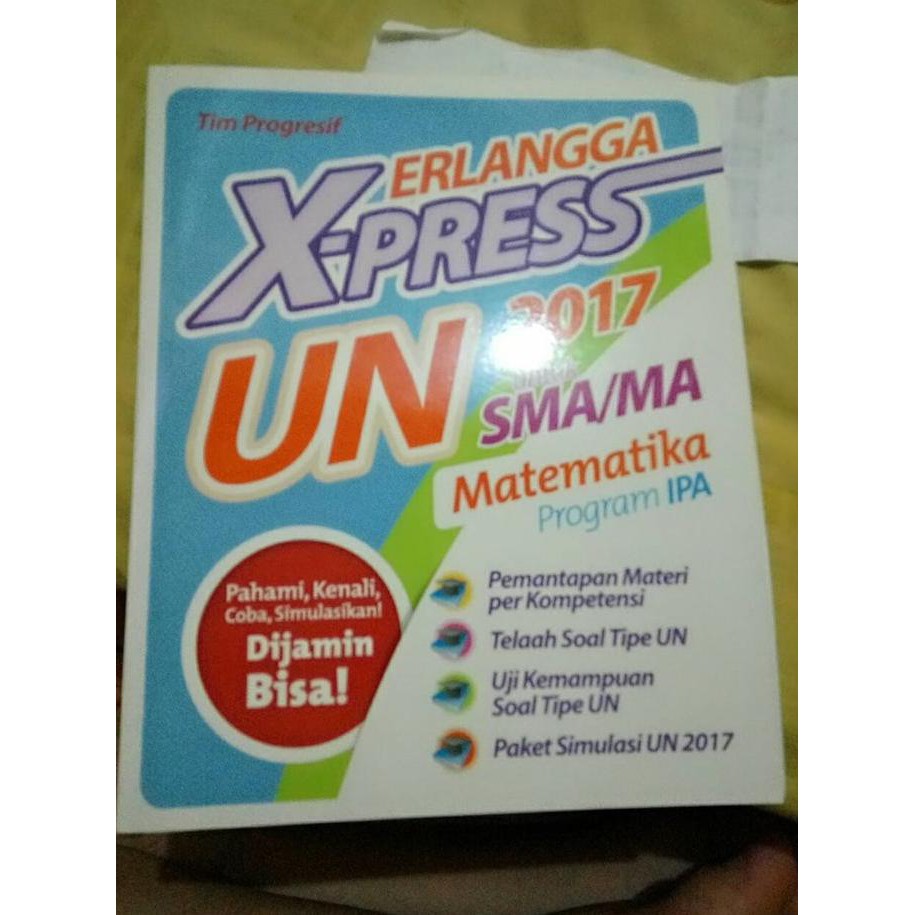 Tim Progresif
ERLANGGA
X-PRESS
UN
2017
untuk
SMA/MA
Matematika
Program IPA
Pahami, Kenali,
Coba, Simulasikan!
Dijamin
Bisa!
Pemantapan Materi
per Kompetensi
Telaah Soal Tipe UN
Uji Kemampuan
Soal Tipe UN
Paket Simulasi UN 2017